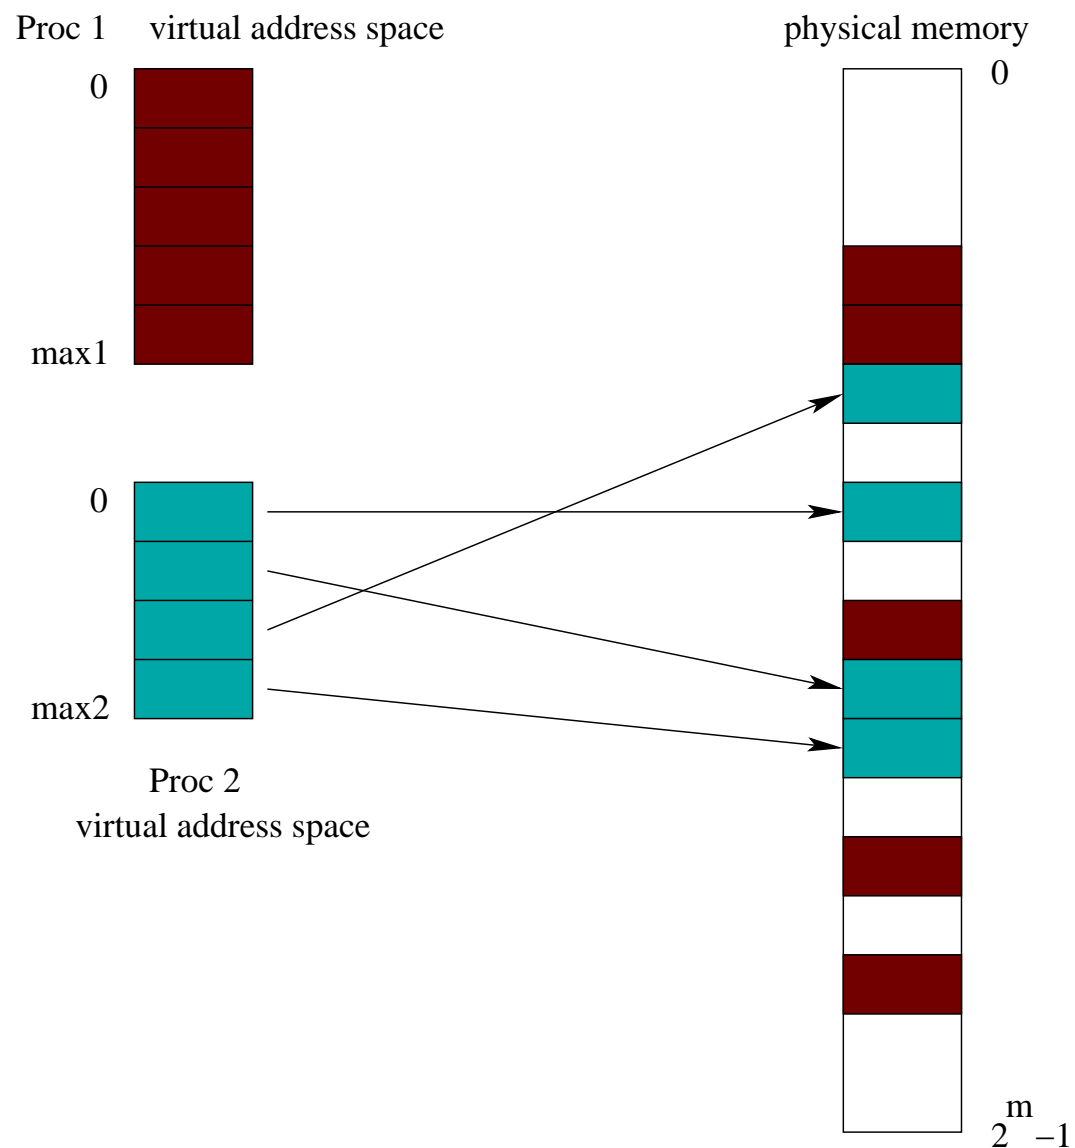 Proc 1 virtual address space
physical memory
0
0
max1
0
max2
Proc 2
virtual address space
m
2 −1